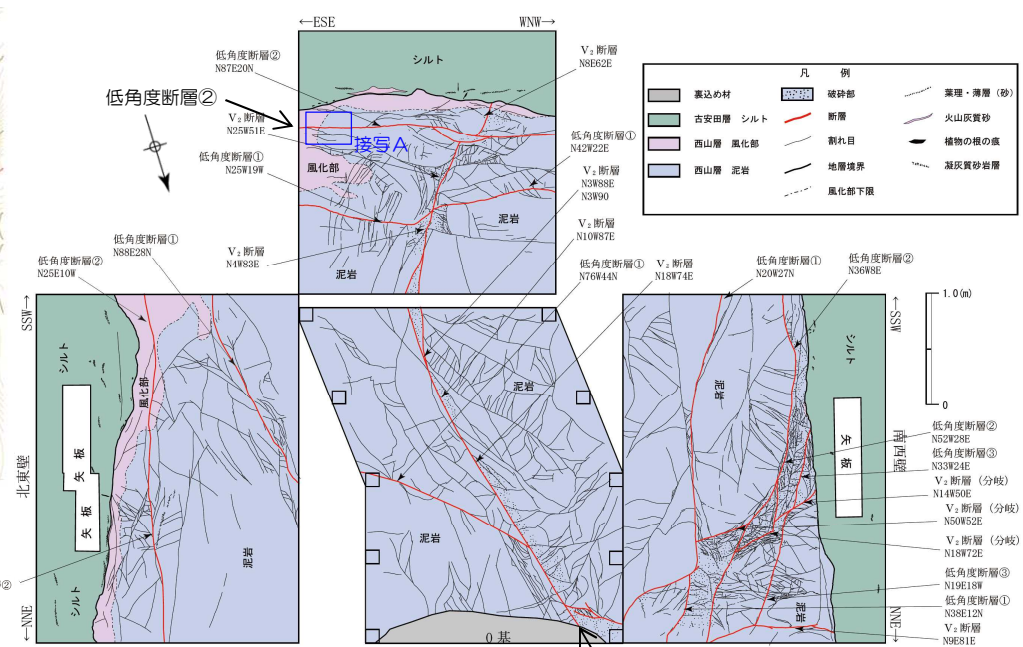 ←ESE
WNW→
低角度断層②
N87E20N
シルト
V₂断層
N8E62E
低角度断層②
V₂断層
N25W51E
接写A
低角度断層①
N42W22E
低角度断層①
N25W19W
風化部
V₂断層
N3W88E
N3W90
泥岩
V₂断層
N10W87E
V₂断層
N4W83E
泥岩
低角度断層①
N76W44N
凡 例
裏込め材
破砕部
葉理・薄層（砂）
古安田層 シルト
断層
火山灰質砂
西山層 風化部
割れ目
植物の根の痕
西山層 泥岩
地層境界
凝灰質砂岩層
風化部下限
低角度断層①
N88E28N
低角度断層②
N25E10W
SSW→
シルト
風化部
矢板
矢板
北東壁
泥岩
シルト
②
←NNE
V₂断層
N18W74E
泥岩
泥岩
0基
低角度断層①
N20W27N
低角度断層②
N36W8E
←SSW
1.0(m)
0
シルト
泥岩
矢板
南西壁
低角度断層②
N52W28E
低角度断層③
N33W24E
V₂断層（分岐）
N14W50E
V₂断層（分岐）
N50W52E
V₂断層（分岐）
N18W72E
低角度断層③
N19E18W
低角度断層①
N38E12N
V₂断層
N9E81E
泥岩
NNE→